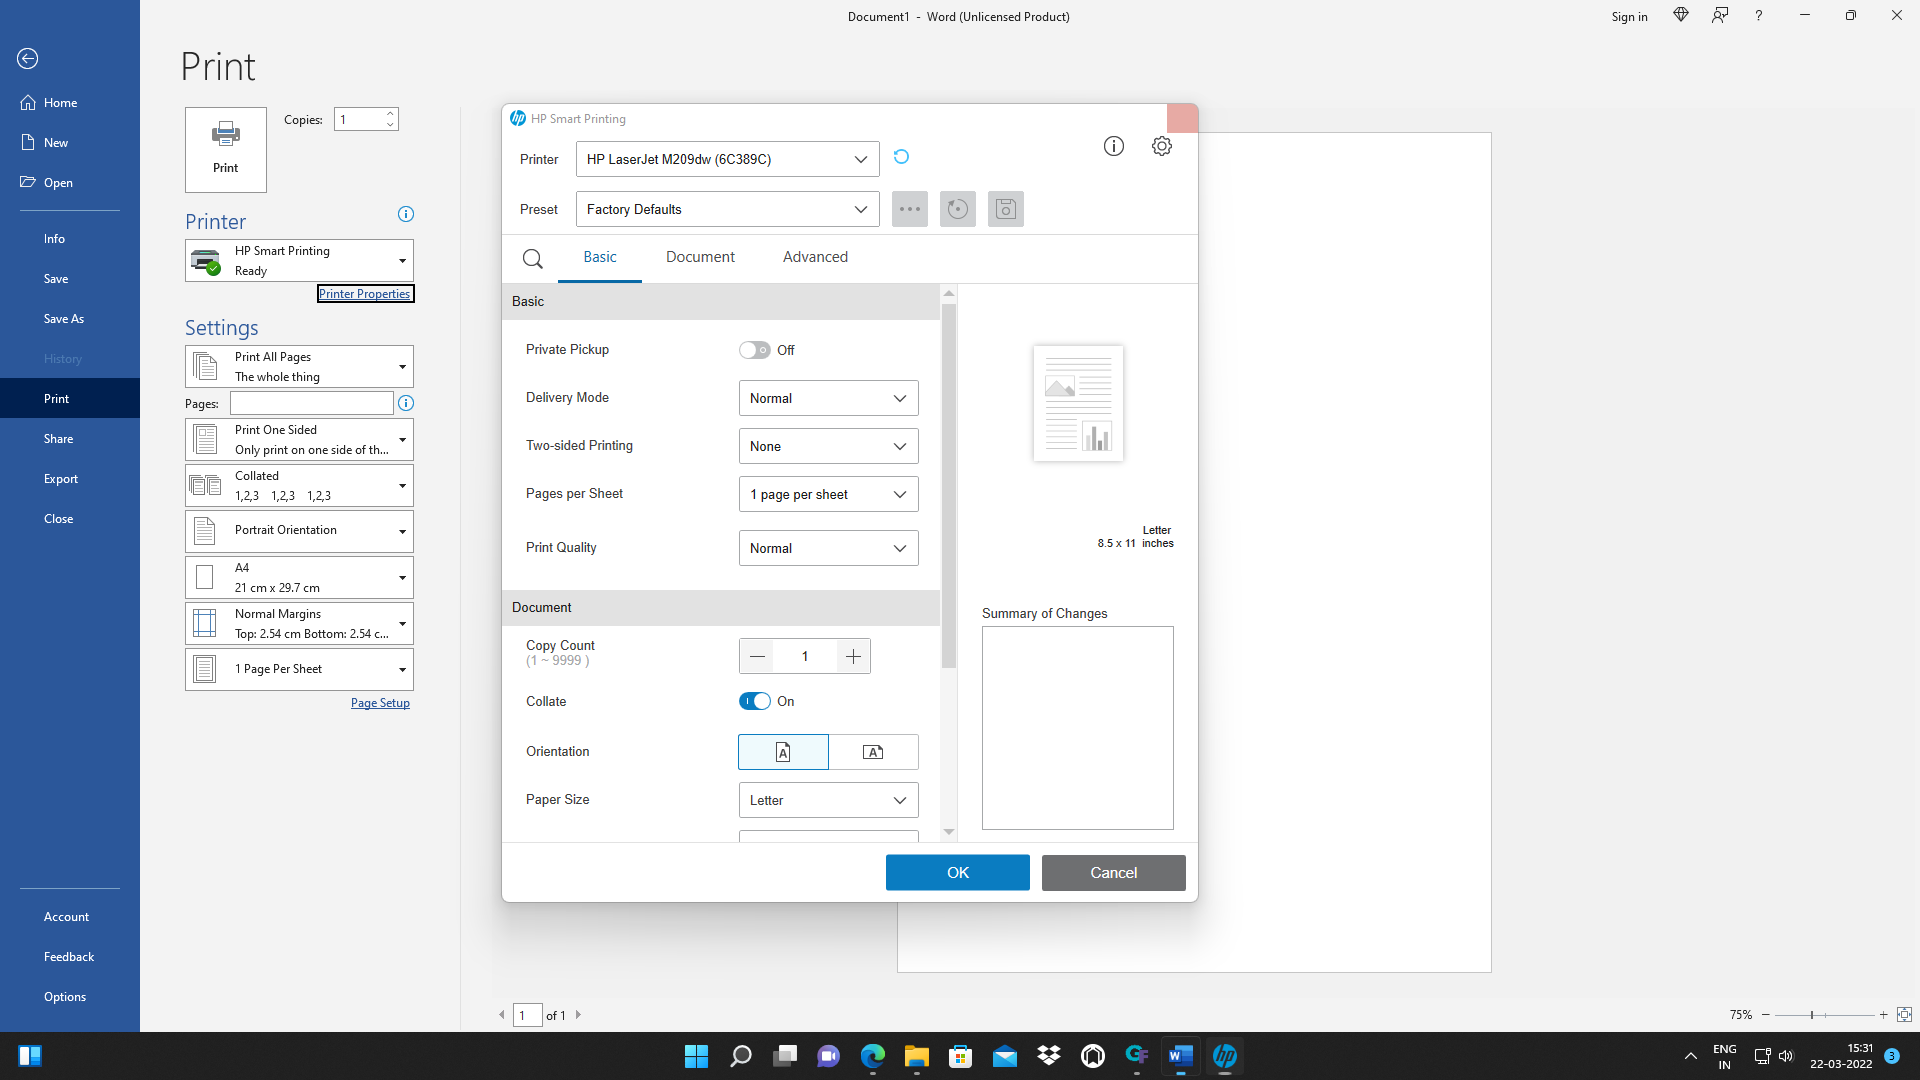 Document1 - Word (Unlicensed Product)
Sign in
?
Home
New
Open
Info
Save
Save As
History
Print
Share
Export
Close
Account
Feedback
Options
Print
Print
Copies: 1
Printer
HP Smart Printing
Ready
Printer Properties
Settings
Print All Pages
The whole thing
Pages:
Print One Sided
Only print on one side of th...
Collated
1,2,3 1,2,3 1,2,3
Portrait Orientation
A4
21 cm x 29.7 cm
Normal Margins
Top: 2.54 cm Bottom: 2.54 c...
1 Page Per Sheet
Page Setup
hp HP Smart Printing
Printer HP LaserJet M209dw (6C389C)
Preset Factory Defaults
Basic Document Advanced
Basic
Private Pickup Off
Delivery Mode Normal
Two-sided Printing None
Pages per Sheet 1 page per sheet
Print Quality Normal
Document
Copy Count 1
(1 ~ 9999 )
Collate On
Orientation A A
Paper Size Letter
Letter
8.5 x 11 inches
Summary of Changes
OK Cancel
1 of 1
75%
ENG
IN
15:31
22-03-2022
3